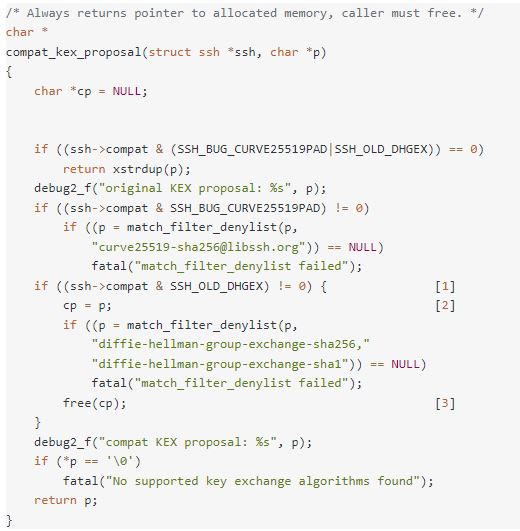 /* Always returns pointer to allocated memory, caller must free. */
char *
compat_kex_proposal(struct ssh *ssh, char *p)
{
    char *cp = NULL;

    if ((ssh->compat & (SSH_BUG_CURVE25519PAD|SSH_OLD_DHGEX)) == 0)
        return xstrdup(p);
    debug2_f("original KEX proposal: %s", p);
    if ((ssh->compat & SSH_BUG_CURVE25519PAD) != 0)
        if ((p = match_filter_denylist(p,
            "curve25519-sha256@libssh.org")) == NULL)
            fatal("match_filter_denylist failed");
    if ((ssh->compat & SSH_OLD_DHGEX) != 0) {               [1]
        cp = p;                                             [2]
        if ((p = match_filter_denylist(p,
            "diffie-hellman-group-exchange-sha256,"
            "diffie-hellman-group-exchange-sha1")) == NULL)
            fatal("match_filter_denylist failed");
        free(cp);                                           [3]
    }
    debug2_f("compat KEX proposal: %s", p);
    if (*p == '\0')
        fatal("No supported key exchange algorithms found");
    return p;
}